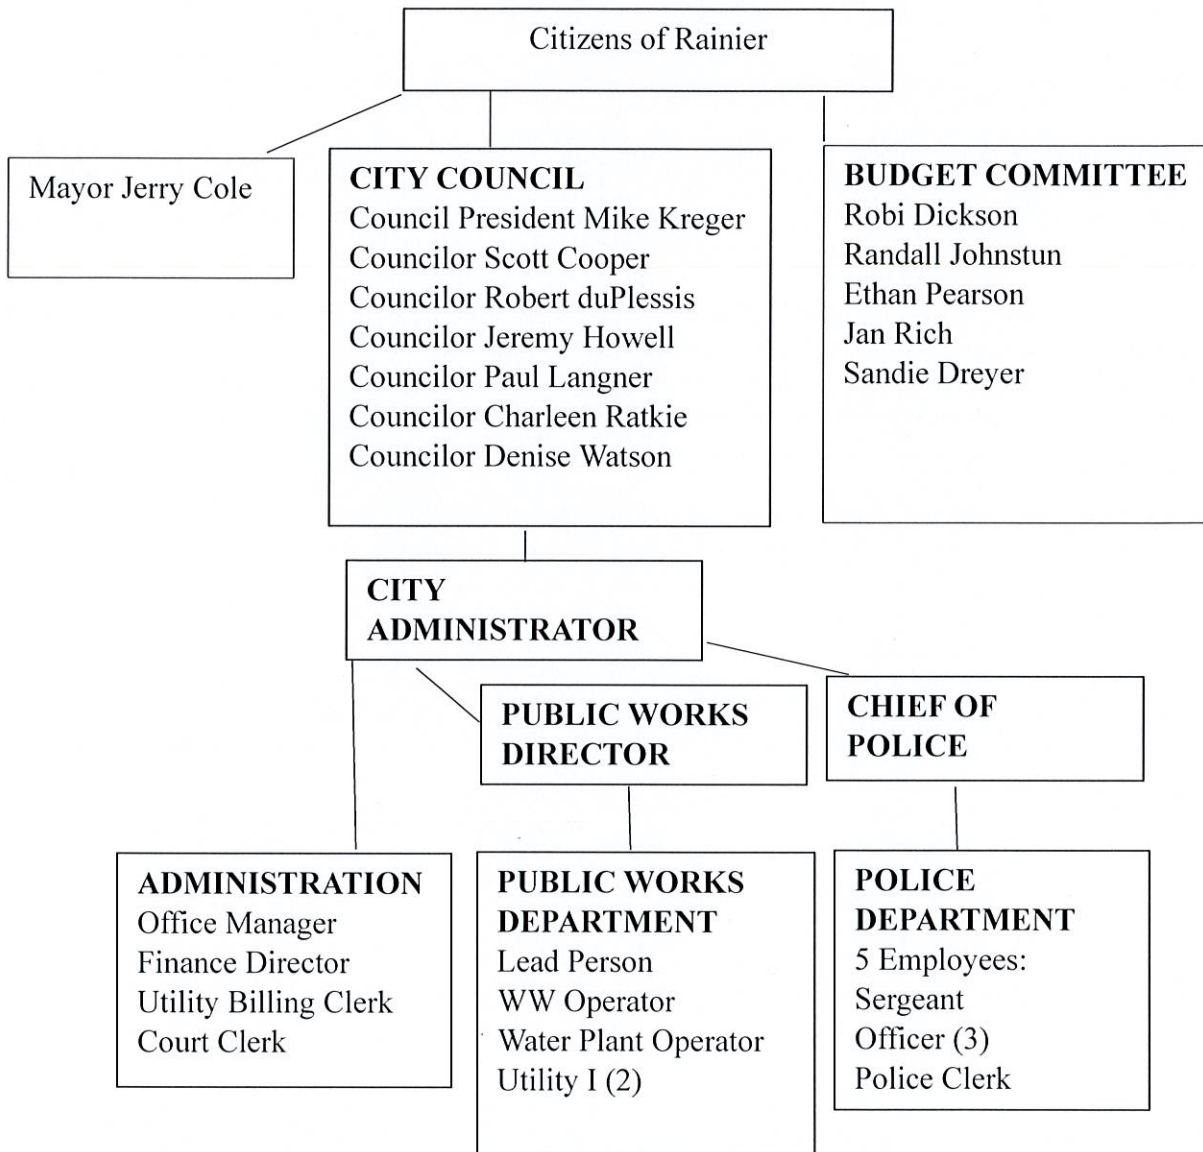 Citizens of Rainier
Mayor Jerry Cole
CITY COUNCIL
Council President Mike Kreger
Councilor Scott Cooper
Councilor Robert duPlessis
Councilor Jeremy Howell
Councilor Paul Langner
Councilor Charleen Ratkie
Councilor Denise Watson
BUDGET COMMITTEE
Robi Dickson
Randall Johnstun
Ethan Pearson
Jan Rich
Sandie Dreyer
CITY
ADMINISTRATOR
PUBLIC WORKS
DIRECTOR
CHIEF OF
POLICE
ADMINISTRATION
Office Manager
Finance Director
Utility Billing Clerk
Court Clerk
PUBLIC WORKS
DEPARTMENT
Lead Person
WW Operator
Water Plant Operator
Utility I (2)
POLICE
DEPARTMENT
5 Employees:
Sergeant
Officer (3)
Police Clerk